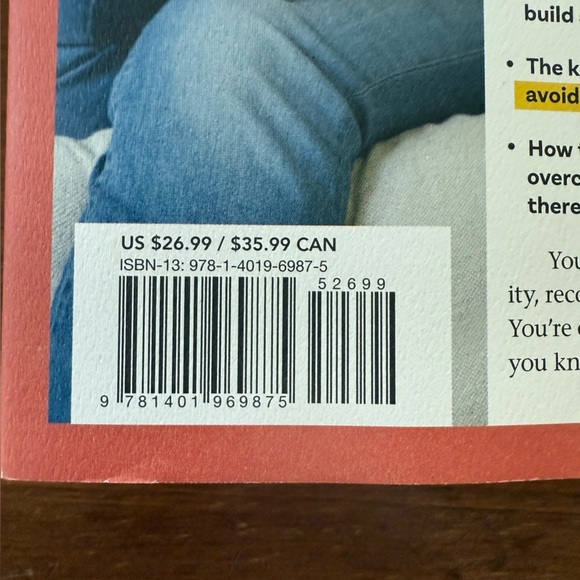 build
• The k
avoid
• How
overc
there
US $26.99 / $35.99 CAN
ISBN-13: 978-1-4019-6987-5
52699
9 781401 969875
You
ity, reco
You're
you kn